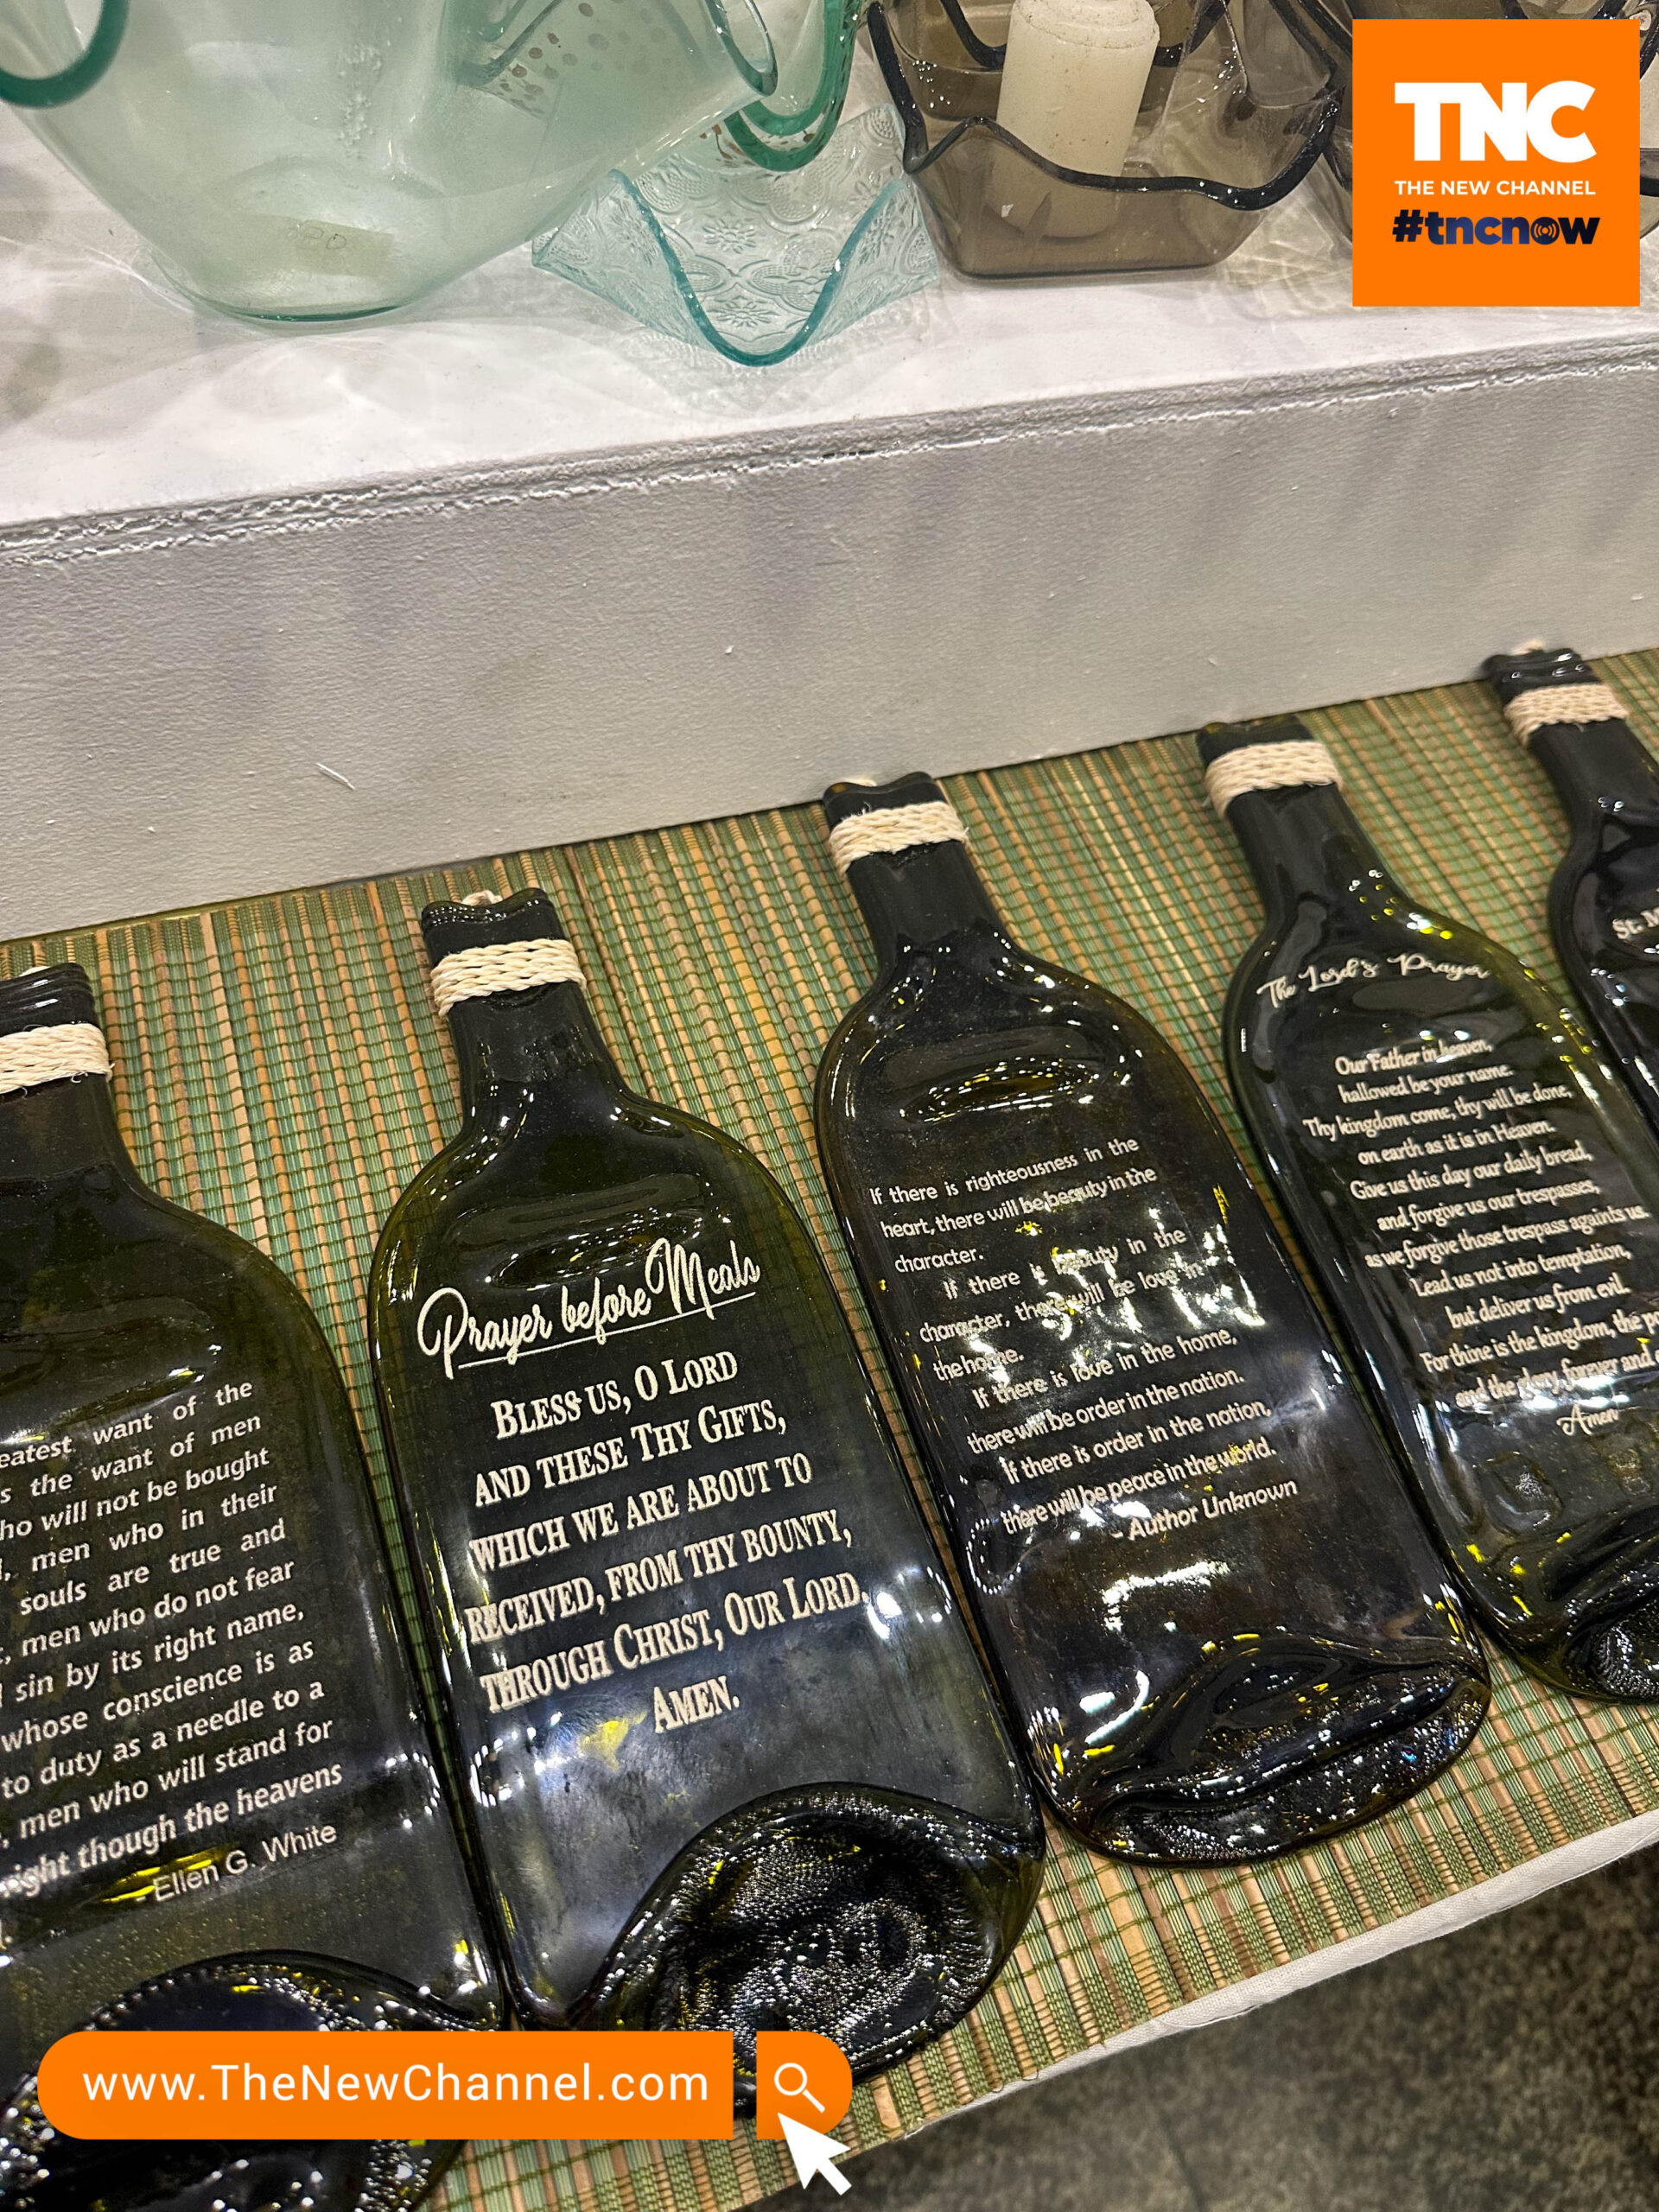 TNC
THE NEW CHANNEL
#tncnow
80
eatest want of the
s the want of men
ho will not be bought
men who in their
souls are true and
, men who do not fear
sin by its right name,
whose conscience is as
to duty as a needle to a
, men who will stand for
ight though the heavens
Ellen G. White
Prayer before Meals
BLESS US, O LORD
AND THESE THY GIFTS,
WHICH WE ARE ABOUT TO
RECEIVED, FROM THY BOUNTY,
THROUGH CHRIST, OUR LORD.
AMEN.
If there is righteousness in the
heart, there will be beauty in the
character.
If there is beauty in the
character, there will be love in
the home.
If there is love in the home,
there will be order in the nation.
If there is order in the nation,
there will be peace in the world.
- Author Unknown
The Lord's Prayer
Our Father in heaven,
hallowed be your name.
Thy kingdom come, thy will be done,
on earth as it is in Heaven.
Give us this day our daily bread,
and forgive us our trespasses,
as we forgive those trespass againts us.
Lead us not into temptation,
but deliver us from evil.
For thine is the kingdom, the po
and the glory, forever and
Amen
St. M
www.TheNewChannel.com